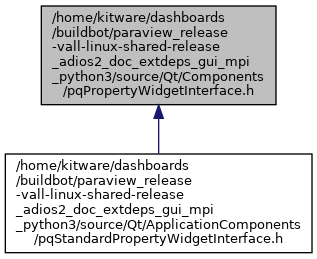 /home/kitware/dashboards
/buildbot/paraview_release
-vall-linux-shared-release
_adios2_doc_extdeps_gui_mpi
_python3/source/Qt/Components
/pqPropertyWidgetInterface.h
/home/kitware/dashboards
/buildbot/paraview_release
-vall-linux-shared-release
_adios2_doc_extdeps_gui_mpi
_python3/source/Qt/ApplicationComponents
/pqStandardPropertyWidgetInterface.h